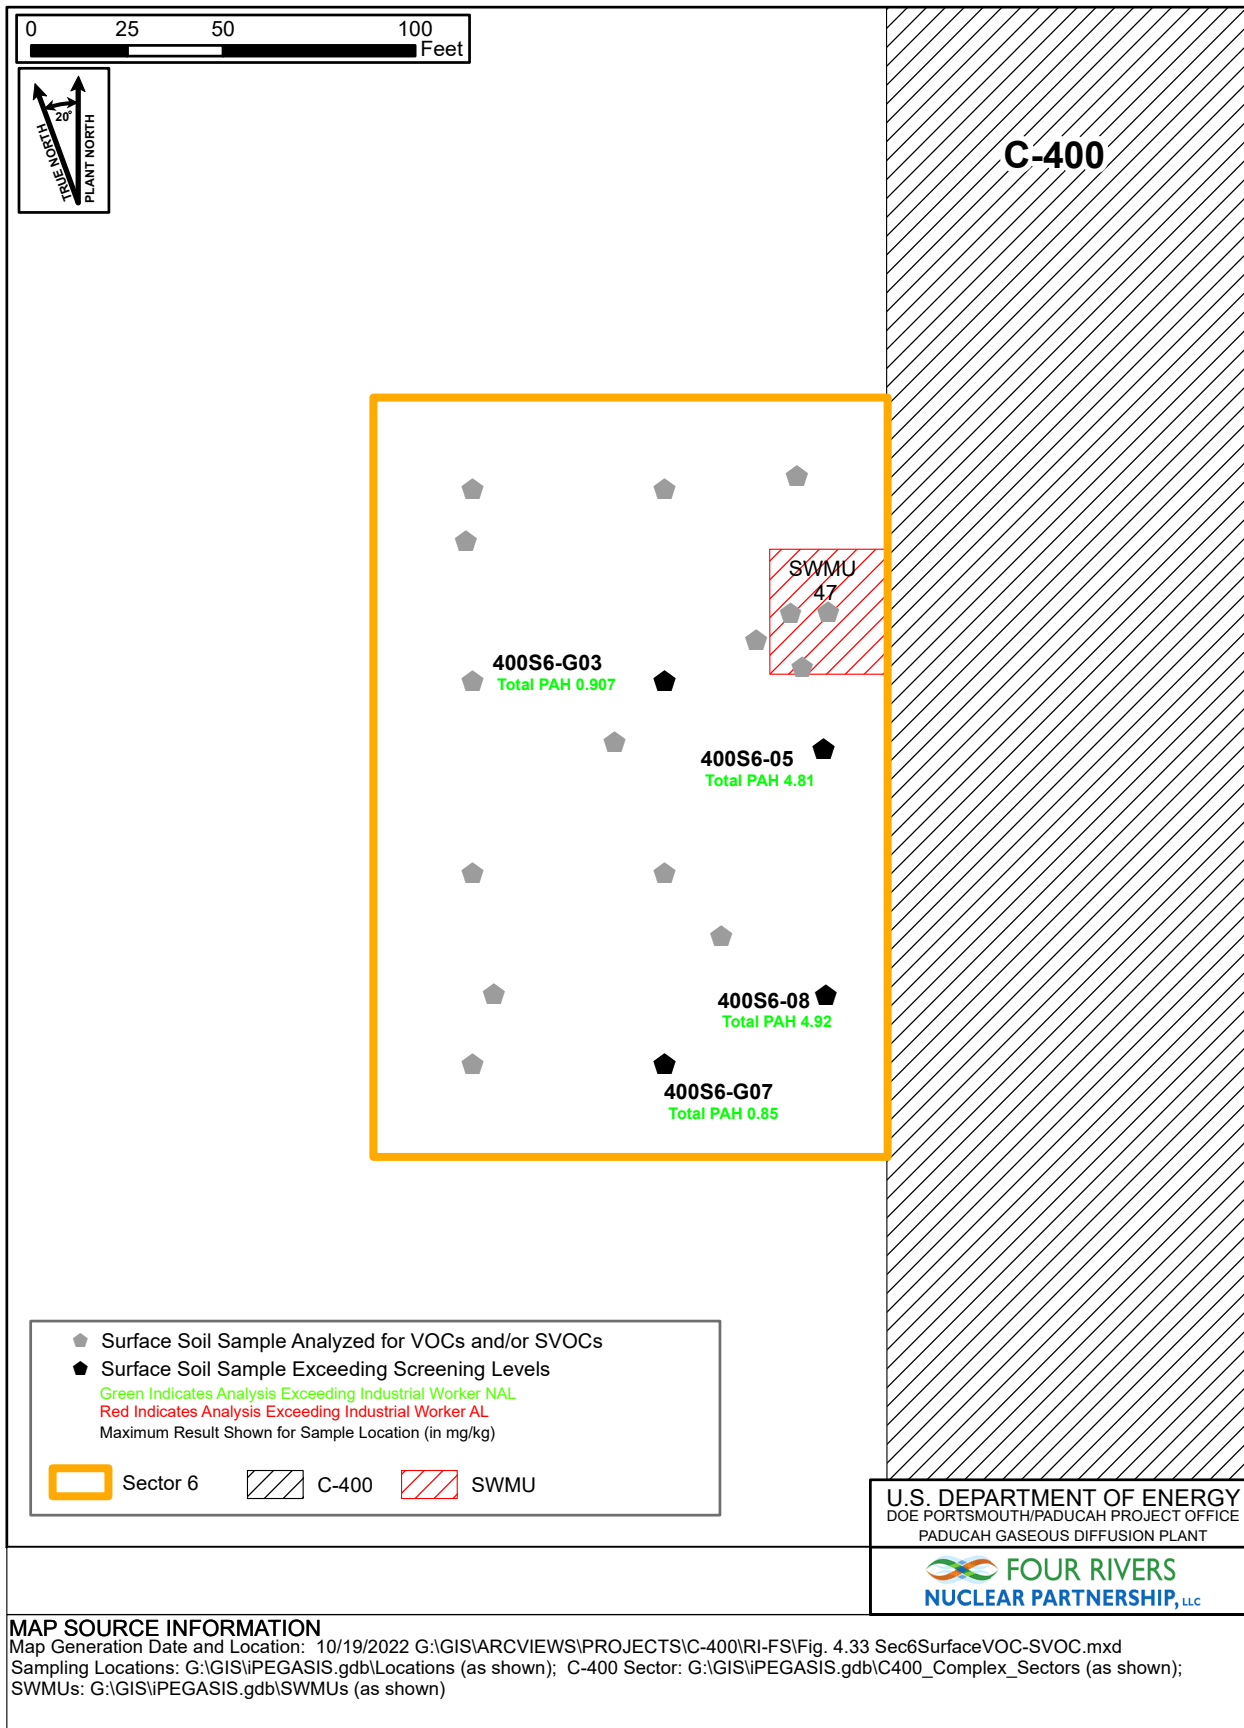 0 25 50 100
Feet
20°
TRUE NORTH
PLANT NORTH
C-400
SWMU
47
400S6-G03
Total PAH 0.907
400S6-05
Total PAH 4.81
400S6-08
Total PAH 4.92
400S6-G07
Total PAH 0.85
Surface Soil Sample Analyzed for VOCs and/or SVOCs
Surface Soil Sample Exceeding Screening Levels
Green Indicates Analysis Exceeding Industrial Worker NAL
Red Indicates Analysis Exceeding Industrial Worker AL
Maximum Result Shown for Sample Location (in mg/kg)
Sector 6 C-400 SWMU
U.S. DEPARTMENT OF ENERGY
DOE PORTSMOUTH/PADUCAH PROJECT OFFICE
PADUCAH GASEOUS DIFFUSION PLANT
FOUR RIVERS
NUCLEAR PARTNERSHIP, LLC
MAP SOURCE INFORMATION
Map Generation Date and Location: 10/19/2022 G:\GIS\ARCVIEWS\PROJECTS\C-400\RI-FS\Fig. 4.33 Sec6SurfaceVOC-SVOC.mxd
Sampling Locations: G:\GIS\iPEGASIS.gdb\Locations (as shown); C-400 Sector: G:\GIS\iPEGASIS.gdb\C400_Complex_Sectors (as shown);
SWMUs: G:\GIS\iPEGASIS.gdb\SWMUs (as shown)